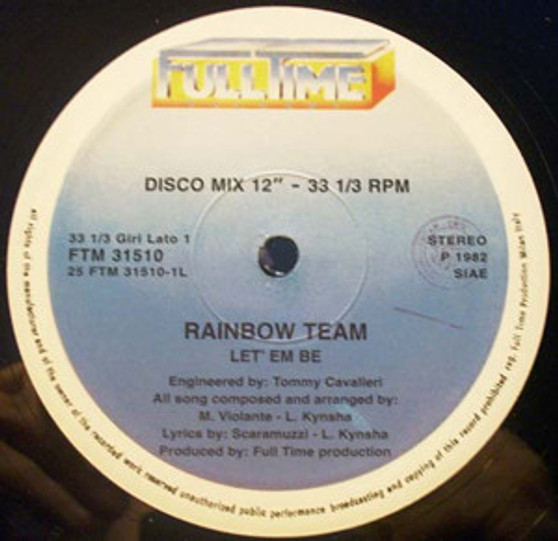 FULLTIME
DISCO MIX 12" - 33 1/3 RPM
33 1/3 Giri Lato 1
FTM 31510
25 FTM 31510-1L
STEREO
P 1982
SIAE
RAINBOW TEAM
LET' EM BE
Engineered by: Tommy Cavalieri
All song composed and arranged by:
M. Violante - L. Kynsha
Lyrics by: Scaramuzzi - L. Kynsha
Produced by: Full Time production
All rights of the manufacturer and of the owner of the recorded work reserved unauthorized public performance broadcasting and copying of this record prohibited rep. Full Time Production Milan Italy